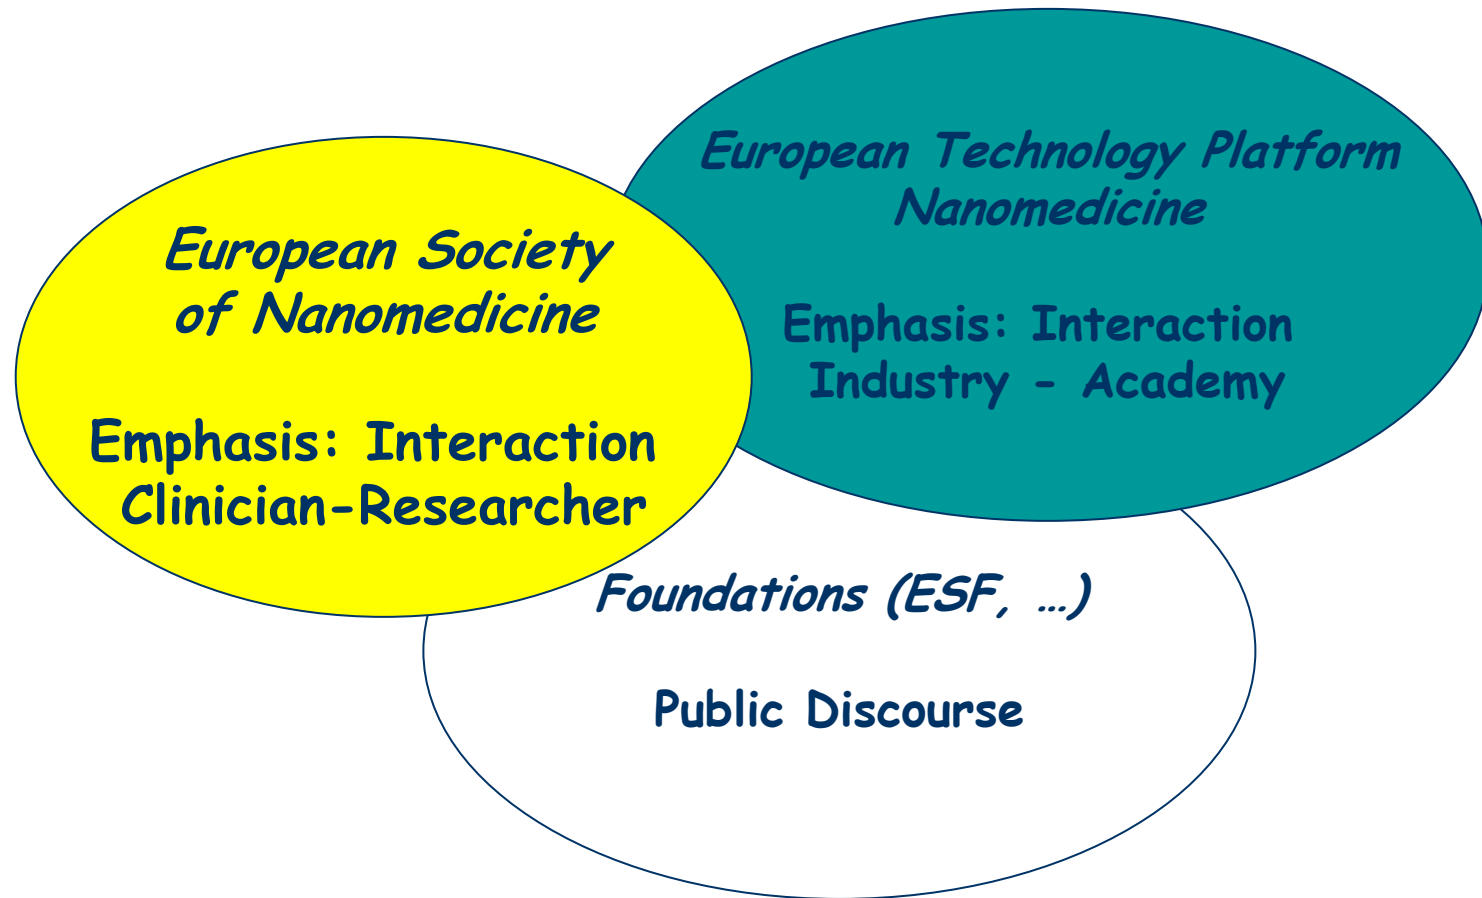 European Society
of Nanomedicine
Emphasis: Interaction
Clinician-Researcher
European Technology Platform
Nanomedicine
Emphasis: Interaction
Industry - Academy
Foundations (ESF, …)
Public Discourse